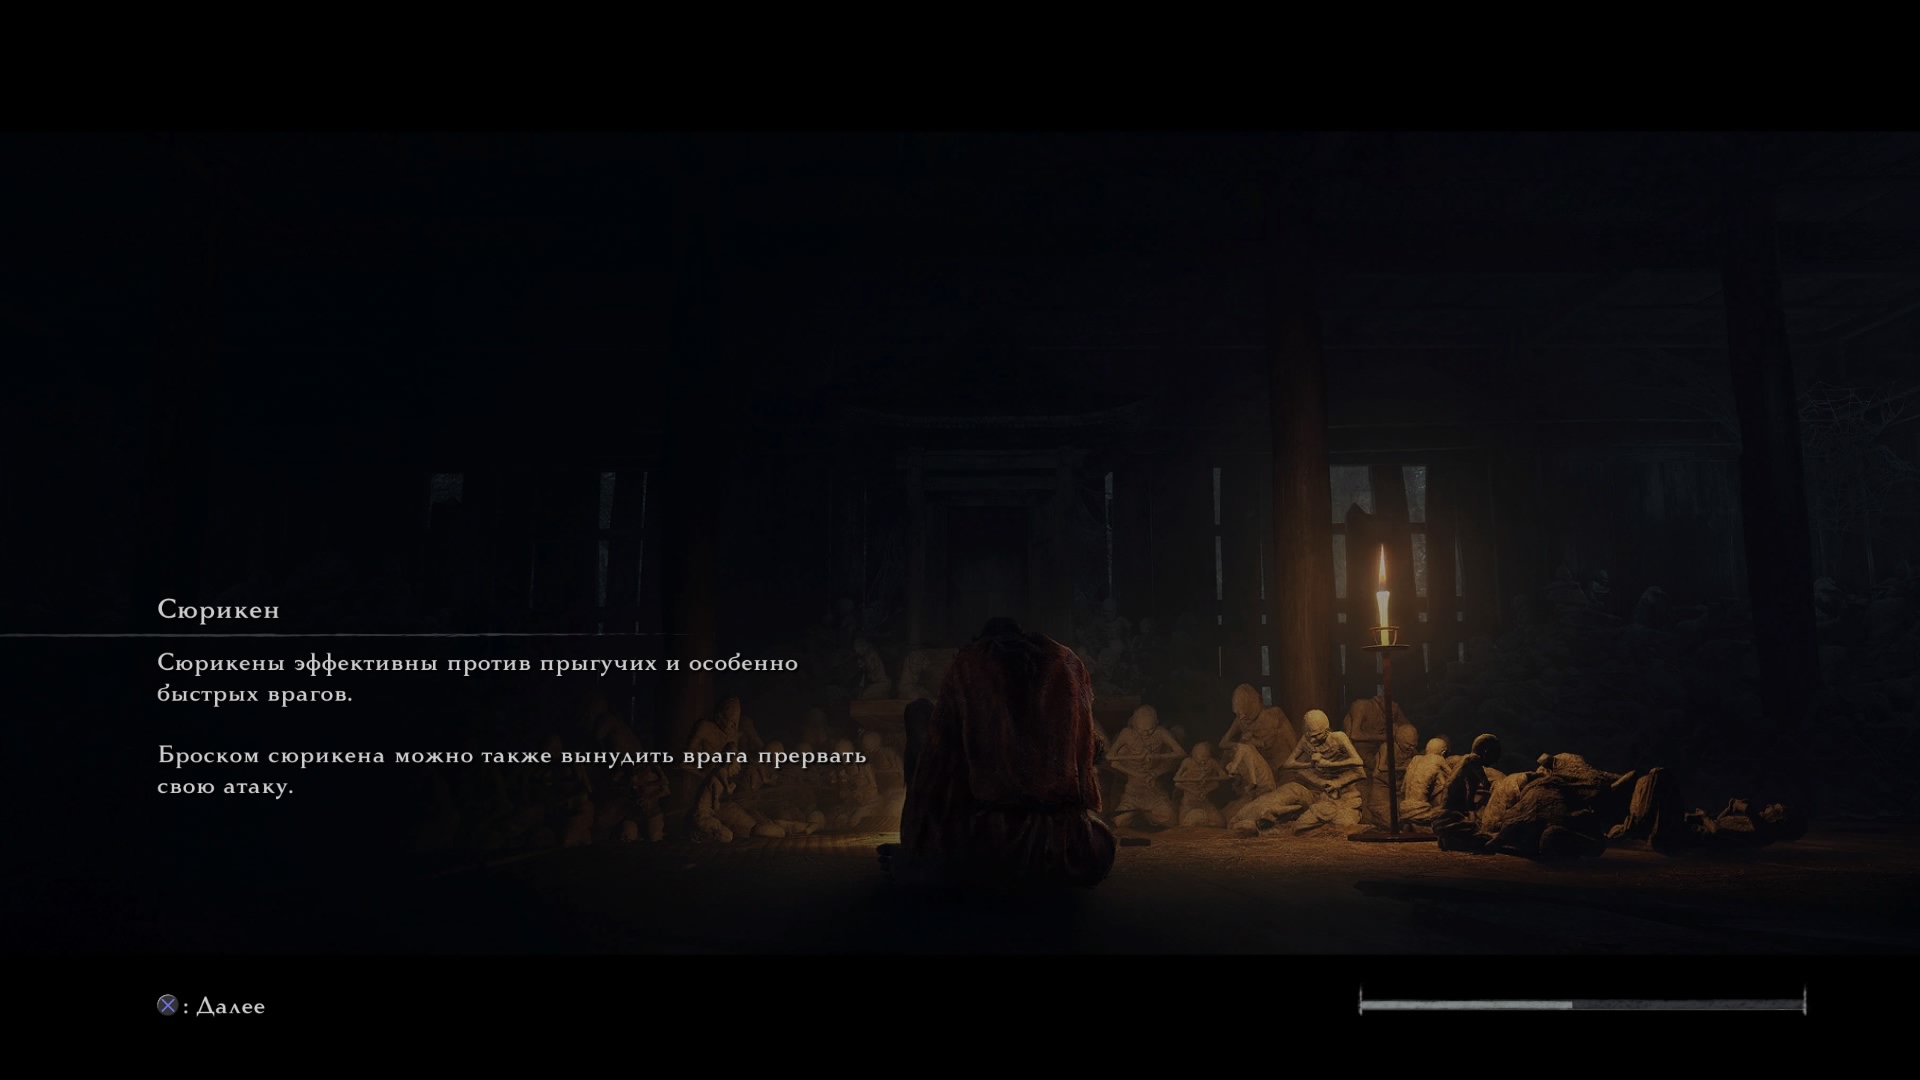 Сюрикен
Сюрикены эффективны против прыгучих и особенно
быстрых врагов.
Броском сюрикена можно также вынудить врага прервать
свою атаку.
: Далее